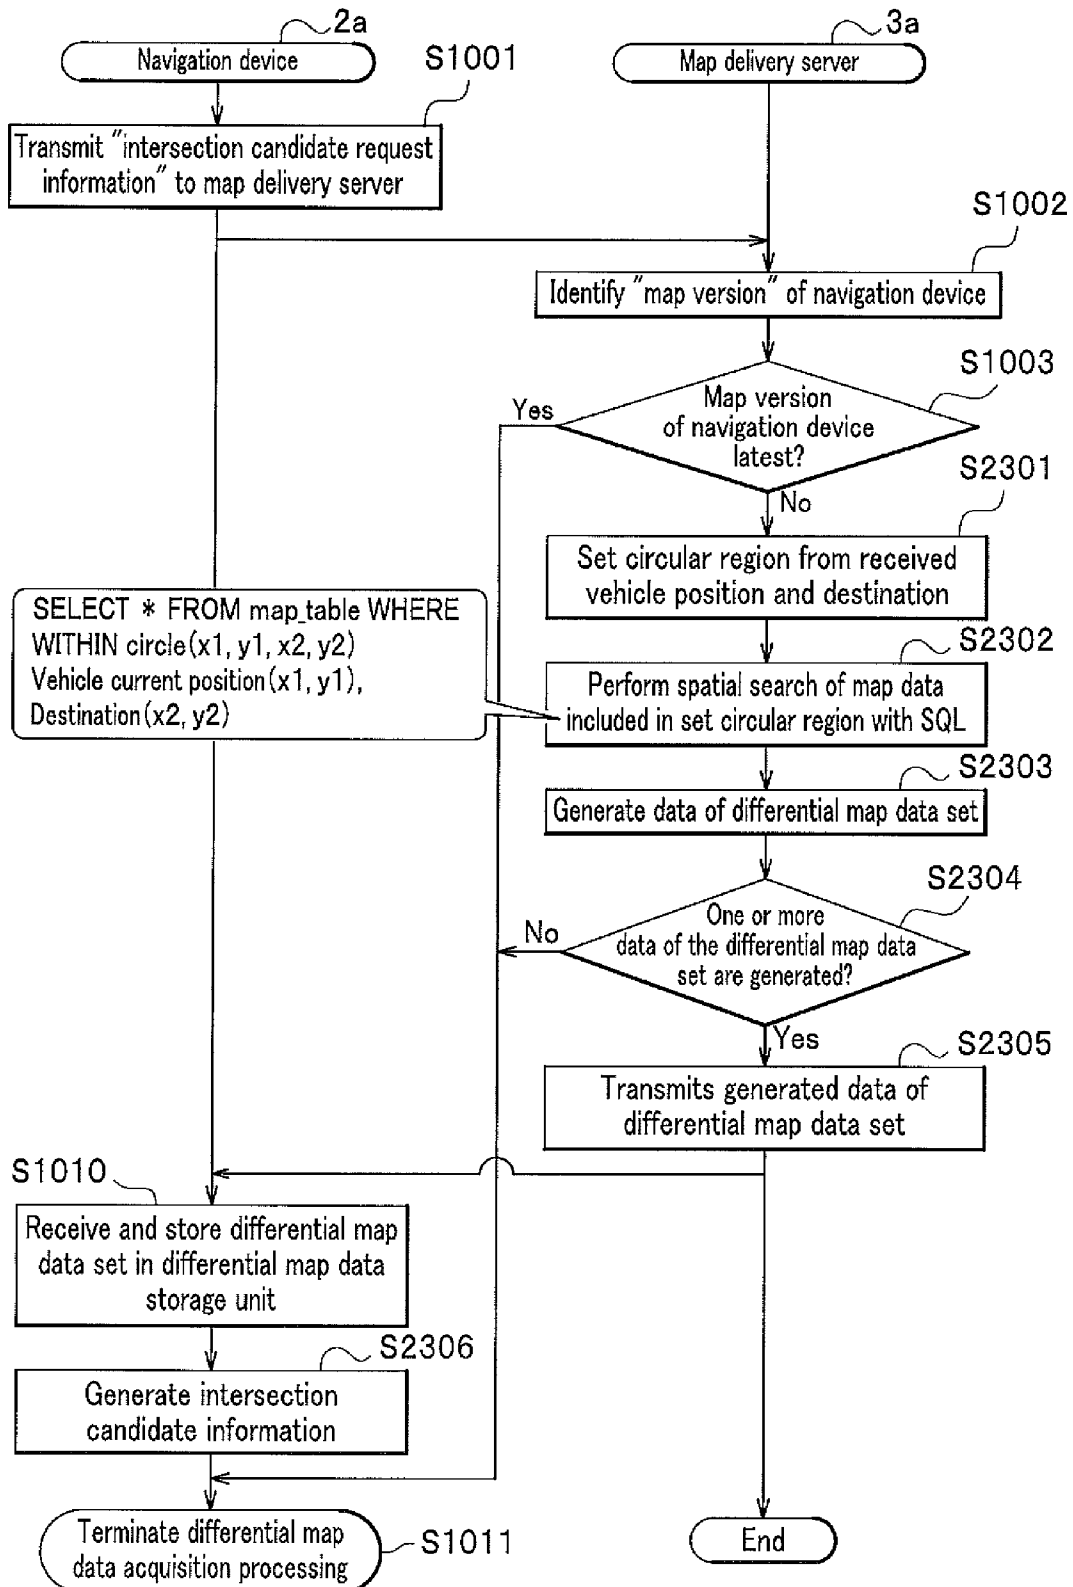 2a
3a
Navigation device
Map delivery server
S1001
Transmit "intersection candidate request
information" to map delivery server
S1002
Identify "map version" of navigation device
S1003
Map version
of navigation device
latest?
Yes
No
S2301
Set circular region from received
vehicle position and destination
SELECT * FROM map_table WHERE
WITHIN circle(x1, y1, x2, y2)
Vehicle current position(x1, y1),
Destination(x2, y2)
S2302
Perform spatial search of map data
included in set circular region with SQL
S2303
Generate data of differential map data set
S2304
One or more
data of the differential map data
set are generated?
No
Yes
S2305
Transmits generated data of
differential map data set
S1010
Receive and store differential map
data set in differential map data
storage unit
S2306
Generate intersection
candidate information
Terminate differential map
data acquisition processing
S1011
End